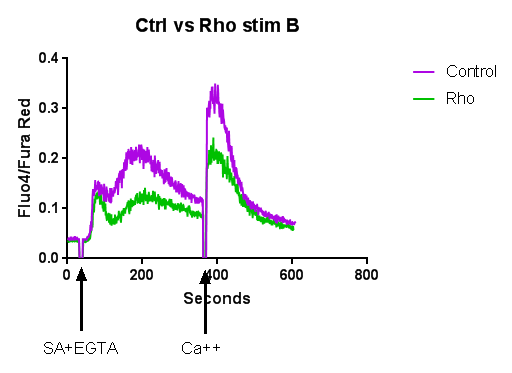 Ctrl vs Rho stim B
Control
Rho
Fluo4/Fura Red
0.4
0.3
0.2
0.1
0.0
0 200 400 600 800
Seconds
SA+EGTA Ca++